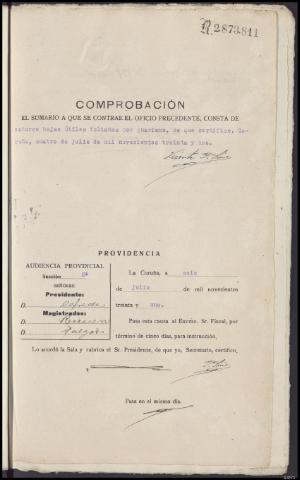 N.2873811
COMPROBACIÓN
EL SUMARIO A QUE SE CONTRAE EL OFICIO PRECEDENTE, CONSTA DE
catorce hojas útiles foliadas por guarismo, de que certifico. Co-
ruña, cuatro de julio de mil novecientos treinta y uno.
PROVIDENCIA
AUDIENCIA PROVINCIAL
Sección
SEÑORES
Presidente:
D.
Magistrados:
D.
D.
La Coruña a seis
de julio de mil novecientos
treinta y uno.
Pasa esta causa al Excmo. Sr. Fiscal, por
término de cinco días, para instrucción.
Lo acordó la Sala y rubrica el Sr. Presidente, de que yo, Secretario, certifico,
Pasa en el mismo día.